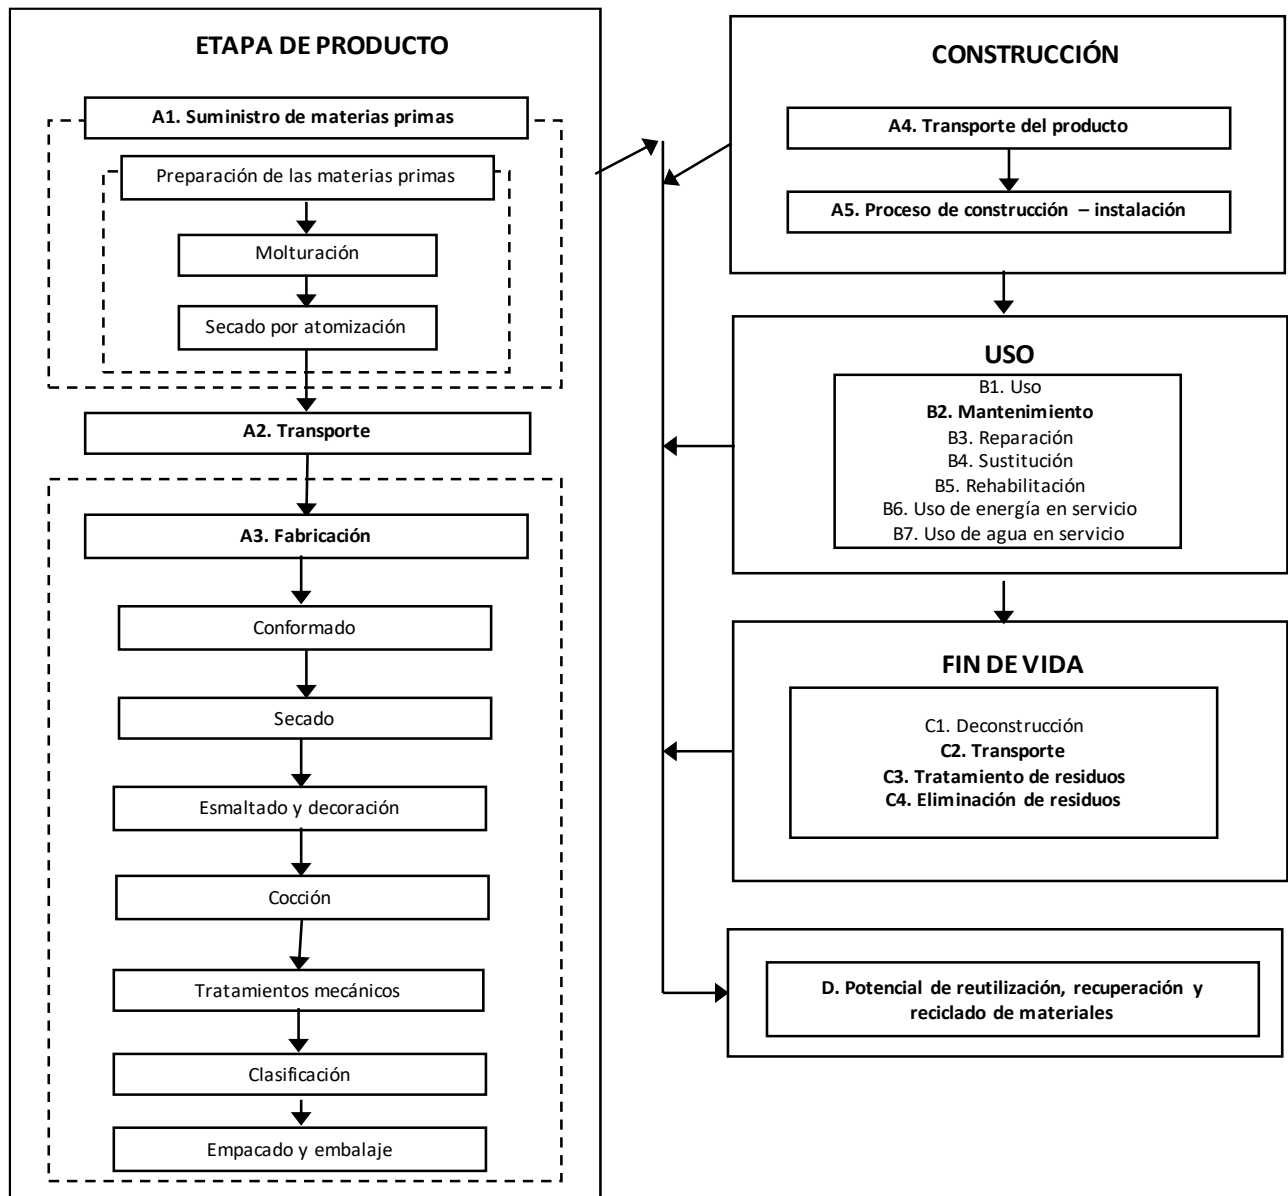 ETAPA DE PRODUCTO
A1. Suministro de materias primas
Preparación de las materias primas
Molturación
Secado por atomización
A2. Transporte
A3. Fabricación
Conformado
Secado
Esmaltado y decoración
Cocción
Tratamientos mecánicos
Clasificación
Empacado y embalaje
CONSTRUCCIÓN
A4. Transporte del producto
A5. Proceso de construcción – instalación
USO
B1. Uso
B2. Mantenimiento
B3. Reparación
B4. Sustitución
B5. Rehabilitación
B6. Uso de energía en servicio
B7. Uso de agua en servicio
FIN DE VIDA
C1. Deconstrucción
C2. Transporte
C3. Tratamiento de residuos
C4. Eliminación de residuos
D. Potencial de reutilización, recuperación y
reciclado de materiales